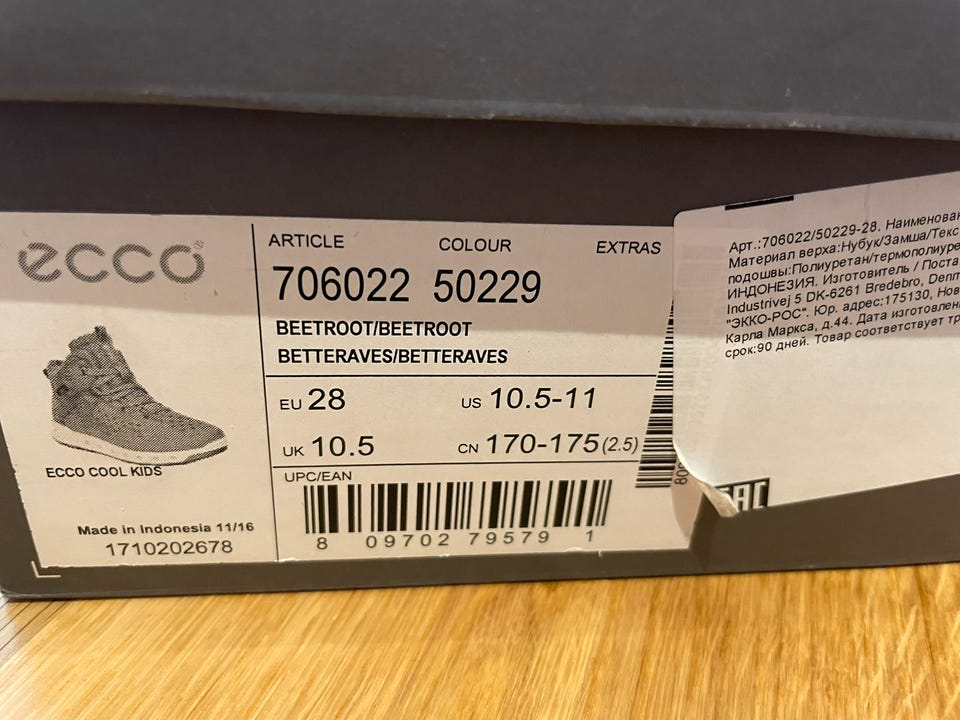 ecco
ECCO COOL KIDS
Made in Indonesia 11/16
1710202678
ARTICLE COLOUR EXTRAS
706022 50229
BEETROOT/BEETROOT
BETTERAVES/BETTERAVES
EU 28 US 10.5-11
UK 10.5 CN 170-175(2.5)
UPC/EAN
8 09702 79579 1
Арт.:706022/50229-28. Наименован
Материал верха:Нубук/Замша/Текс
подошвы:Полиуретан/термополиуре
ИНДОНЕЗИЯ. Изготовитель / Поста
Industrivej 5 DK-6261 Bredebro, Denm
"ЭККО-РОС". Юр. адрес:175130, Нов
Карла Маркса, д.44. Дата изготовлен
срок:90 дней. Товар соответствует тр